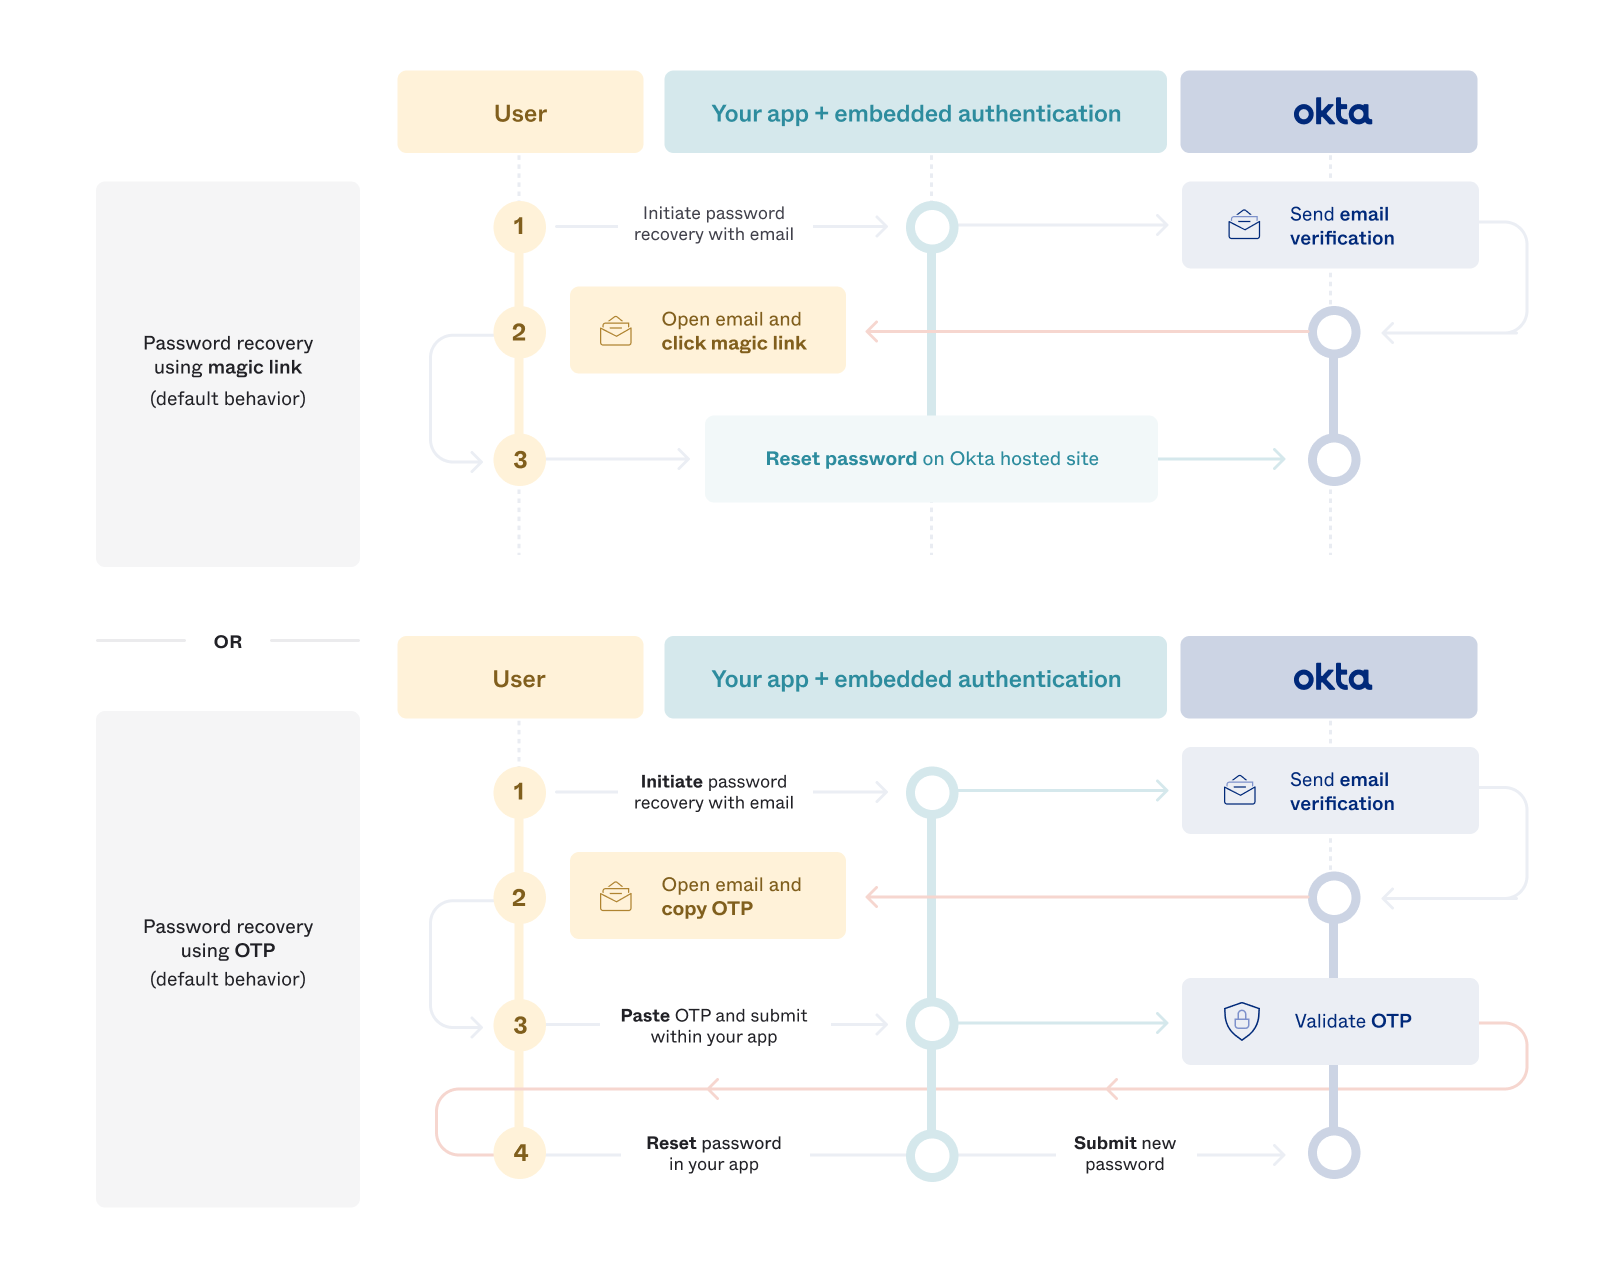 User
Your app + embedded authentication
okta
Password recovery
using magic link
(default behavior)
1
Initiate password
recovery with email
Send email
verification
2
Open email and
click magic link
3
Reset password on Okta hosted site
OR
User
Your app + embedded authentication
okta
Password recovery
using OTP
(default behavior)
1
Initiate password
recovery with email
Send email
verification
2
Open email and
copy OTP
3
Paste OTP and submit
within your app
Validate OTP
4
Reset password
in your app
Submit new
password